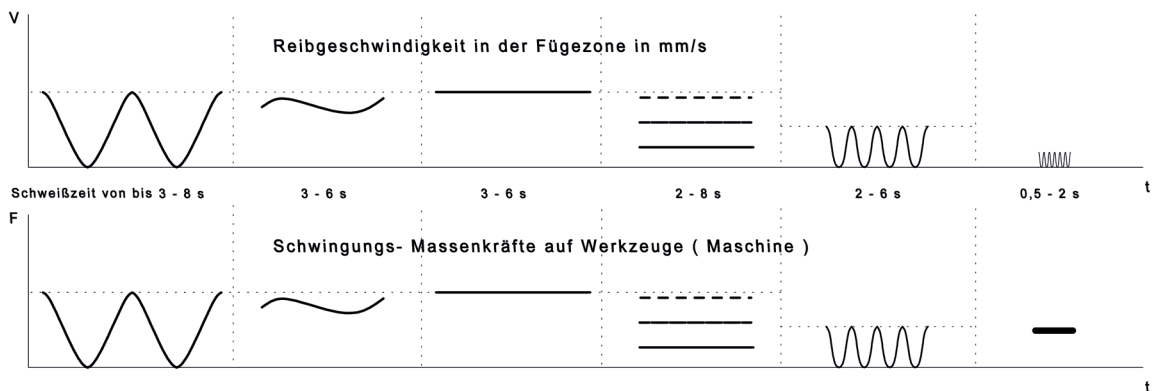 V
Reibgeschwindigkeit in der Fügezone in mm/s
t
Schweißzeit von bis 3 - 8 s 3 - 6 s 3 - 6 s 2 - 8 s 2 - 6 s 0,5 - 2 s
F
Schwingungs- Massenkräfte auf Werkzeuge ( Maschine )
t